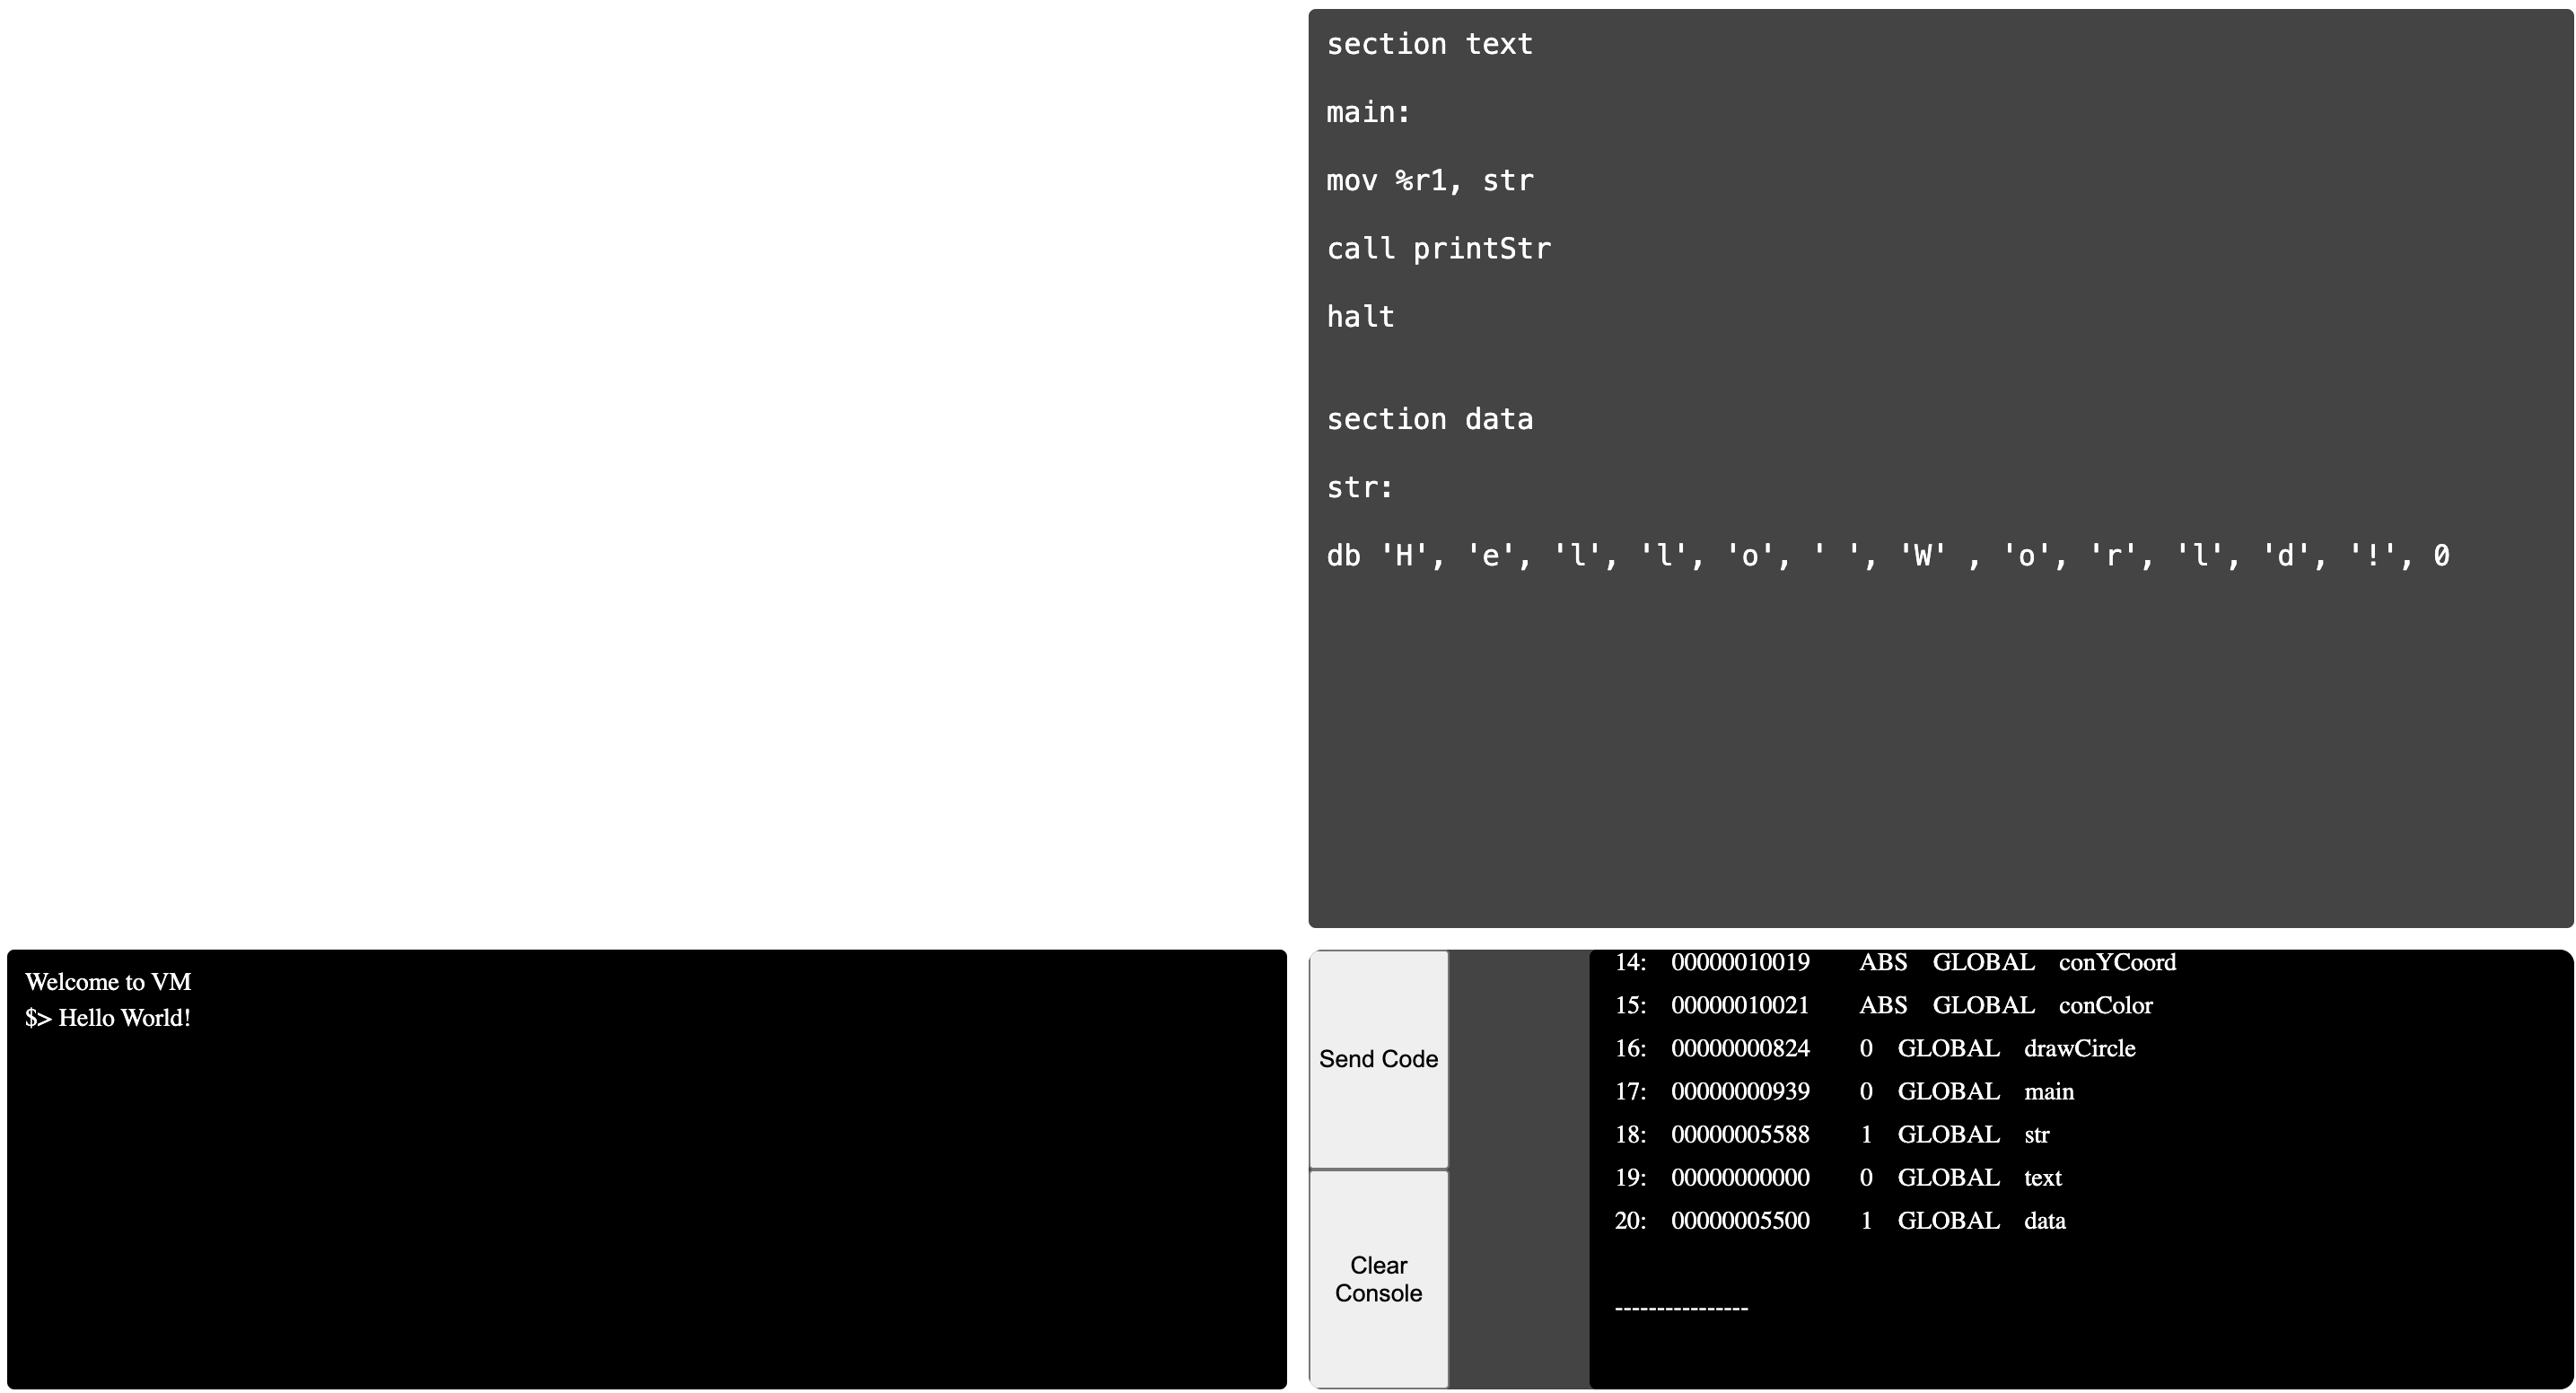 section text
main:
mov %r1, str
call printStr
halt
section data
str:
db 'H', 'e', 'l', 'l', 'o', ' ', 'W' , 'o', 'r', 'l', 'd', '!', 0
Welcome to VM
$> Hello World!
Send Code
Clear
Console
14: 00000010019 ABS GLOBAL conYCoord
15: 00000010021 ABS GLOBAL conColor
16: 00000000824 0 GLOBAL drawCircle
17: 00000000939 0 GLOBAL main
18: 00000005588 1 GLOBAL str
19: 00000000000 0 GLOBAL text
20: 00000005500 1 GLOBAL data
----------------